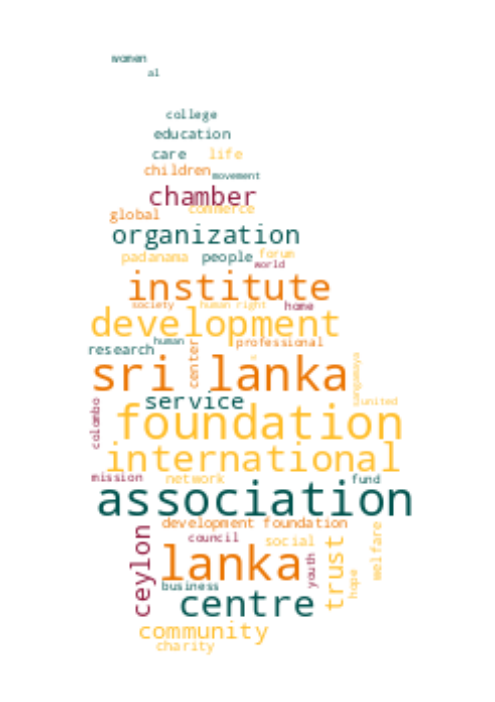 women
al
college
education
care life
children movement
chamber
commerce
global
organization
padanama people forum
world
institute
society human right home
development
human professional
research center
sri lanka
sangamaya
service united
colombo
foundation
international
mission network fund
association
development foundation
council social
ceylon
lanka
youth trust welfare
business hope
centre
community
charity